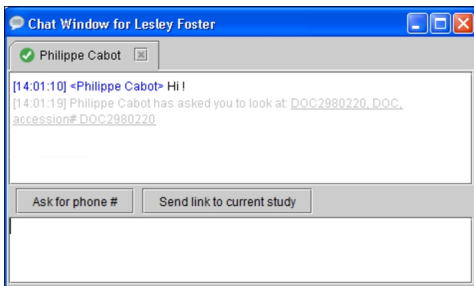 Chat Window for Lesley Foster
Philippe Cabot
[14:01:10] <Philippe Cabot> Hi !
[14:01:19] Philippe Cabot has asked you to look at: DOC2980220, DOC,
accession# DOC2980220
Ask for phone # Send link to current study